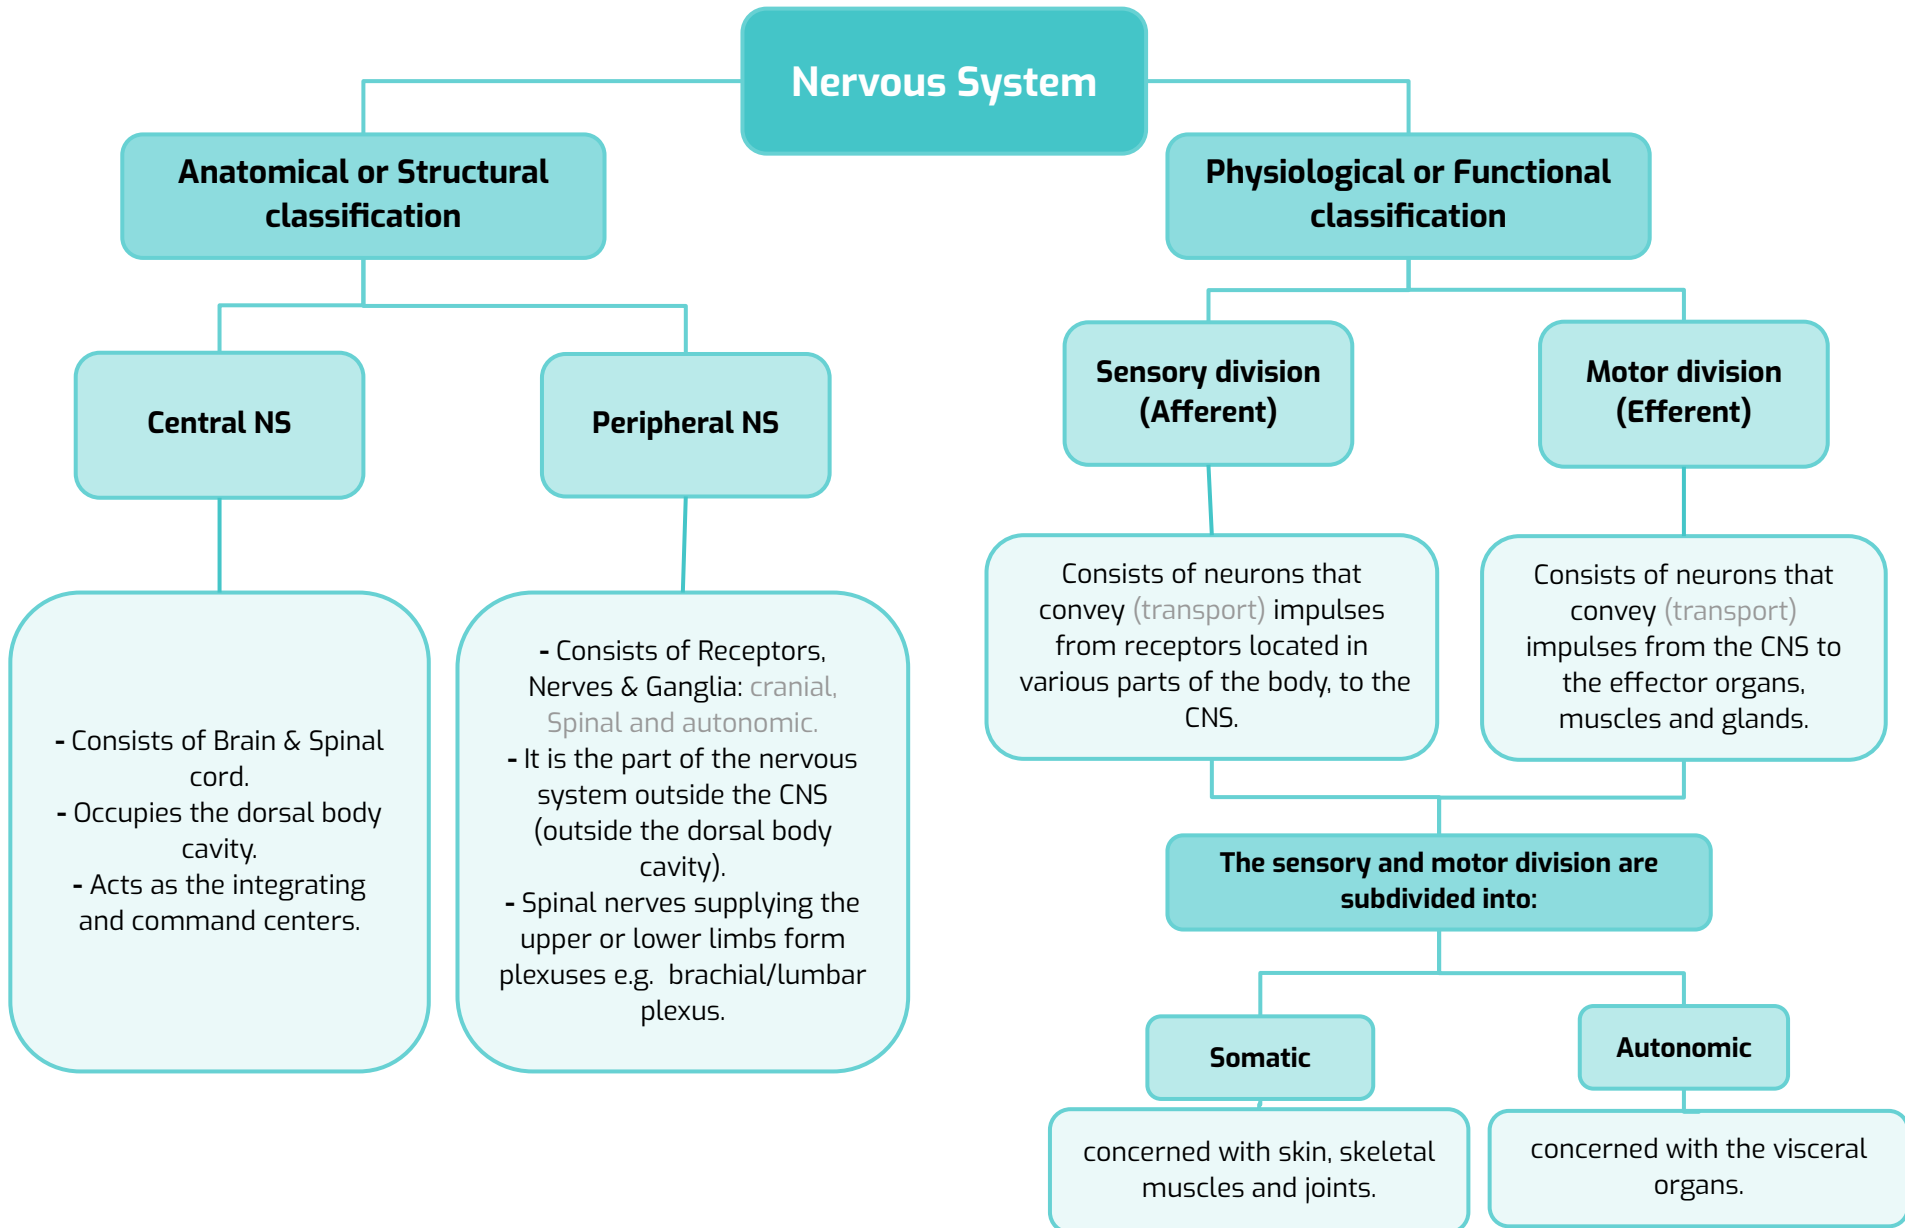 Nervous System
Anatomical or Structural
classification
Central NS
- Consists of Brain & Spinal
cord.
- Occupies the dorsal body
cavity.
- Acts as the integrating
and command centers.
Peripheral NS
- Consists of Receptors,
Nerves & Ganglia: cranial,
Spinal and autonomic.
- It is the part of the nervous
system outside the CNS
(outside the dorsal body
cavity).
- Spinal nerves supplying the
upper or lower limbs form
plexuses e.g. brachial/lumbar
plexus.
Physiological or Functional
classification
Sensory division
(Afferent)
Consists of neurons that
convey (transport) impulses
from receptors located in
various parts of the body, to the
CNS.
Motor division
(Efferent)
Consists of neurons that
convey (transport)
impulses from the CNS to
the effector organs,
muscles and glands.
The sensory and motor division are
subdivided into:
Somatic
concerned with skin, skeletal
muscles and joints.
Autonomic
concerned with the visceral
organs.